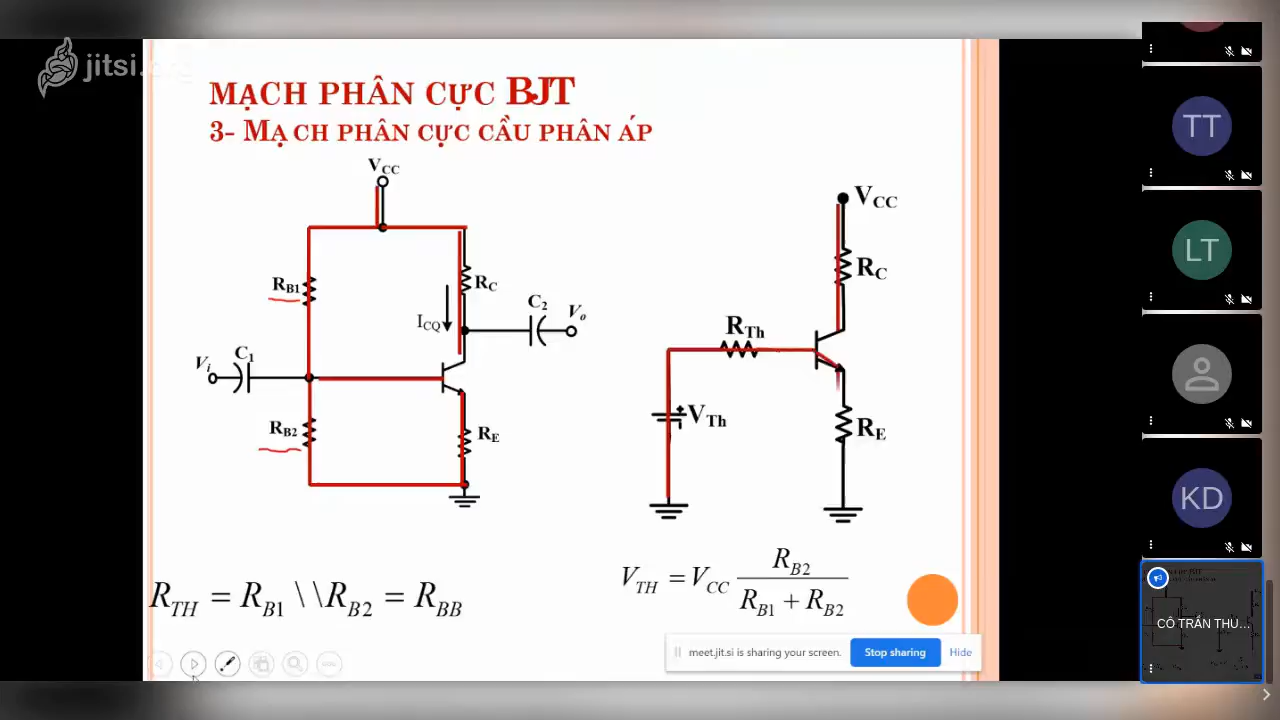 jitsi.org
MẠCH PHÂN CỰC BJT
3- MẠCH PHÂN CỰC CẦU PHÂN ÁP
VCC
RB1
RC
ICQ
C2
Vo
Vi
C1
RB2
RE
VCC
RC
RTh
VTh
RE
RTH = RB1 \ \ RB2 = RBB
VTH = VCC RB2 / RB1 + RB2
meet.jit.si is sharing your screen.
Stop sharing
Hide
TT
LT
KD
CÔ TRẦN THU...